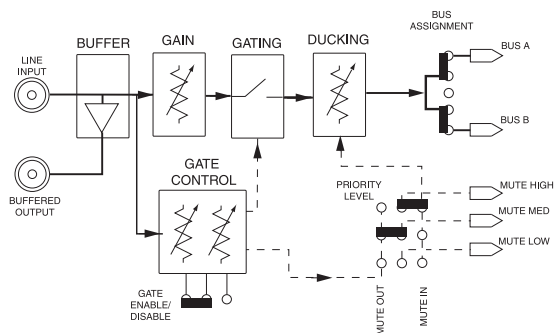 BUS
ASSIGNMENT
BUFFER
GAIN
GATING
DUCKING
LINE
INPUT
BUS A
BUS B
BUFFERED
OUTPUT
GATE
CONTROL
PRIORITY
LEVEL
MUTE HIGH
MUTE MED
MUTE LOW
GATE
ENABLE/
DISABLE
MUTE OUT
MUTE IN